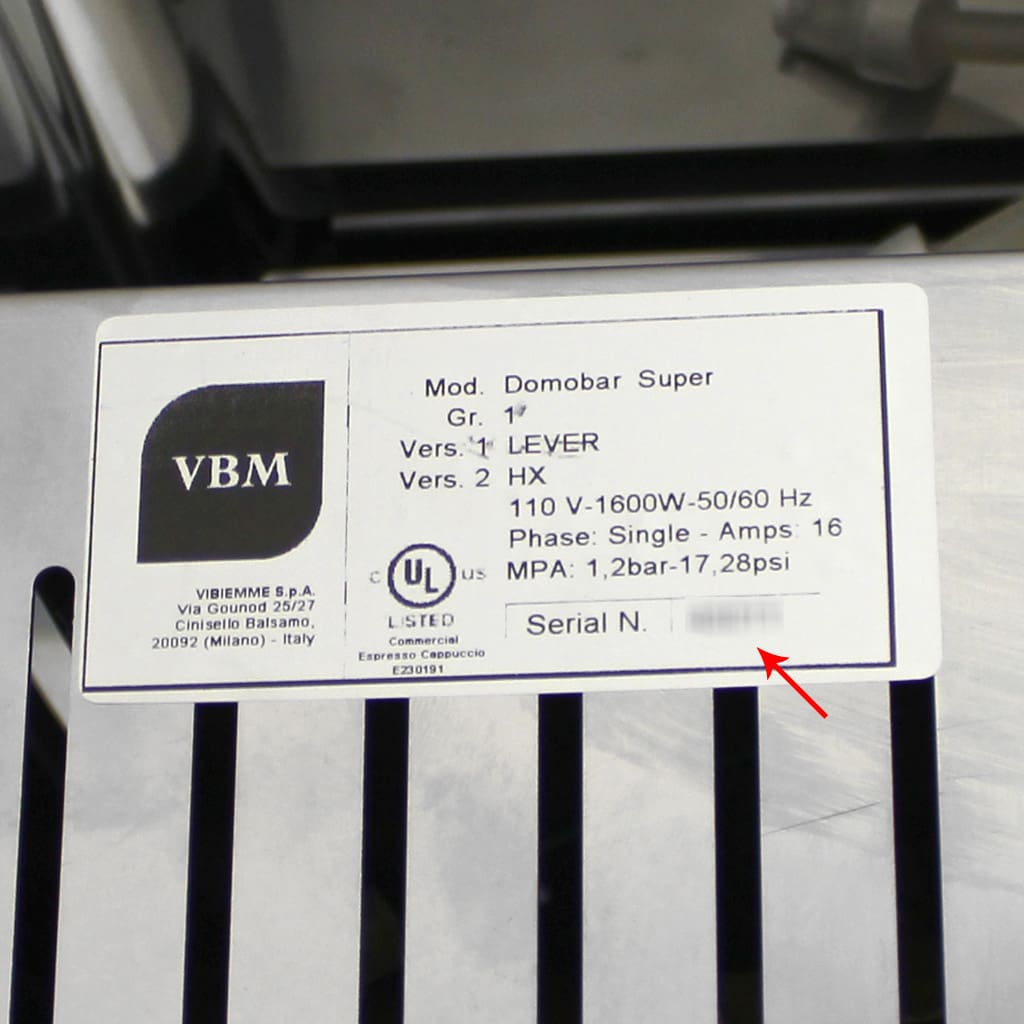 VBM
VIBIEMME S.p.A.
Via Gounod 25/27
Cinisello Balsamo,
20092 (Milano) - Italy
Mod. Domobar Super
Gr. 1
Vers. 1 LEVER
Vers. 2 HX
110 V-1600W-50/60 Hz
Phase: Single - Amps: 16
MPA: 1,2bar-17,28psi
C UL US
LISTED
Commercial
Espresso Cappuccio
E230191
Serial N.